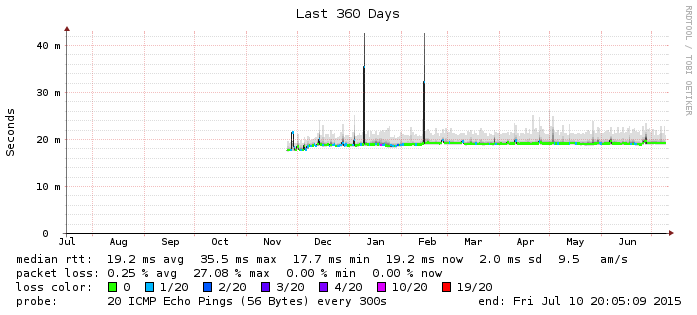 Last 360 Days
RRDTOOL / TOBI OETIKER
Seconds
40 m
30 m
20 m
10 m
0
Jul Aug Sep Oct Nov Dec Jan Feb Mar Apr May Jun
median rtt: 19.2 ms avg 35.5 ms max 17.7 ms min 19.2 ms now 2.0 ms sd 9.5 am/s
packet loss: 0.25 % avg 27.08 % max 0.00 % min 0.00 % now
loss color: 0 1/20 2/20 3/20 4/20 10/20 19/20
probe: 20 ICMP Echo Pings (56 Bytes) every 300s end: Fri Jul 10 20:05:09 2015